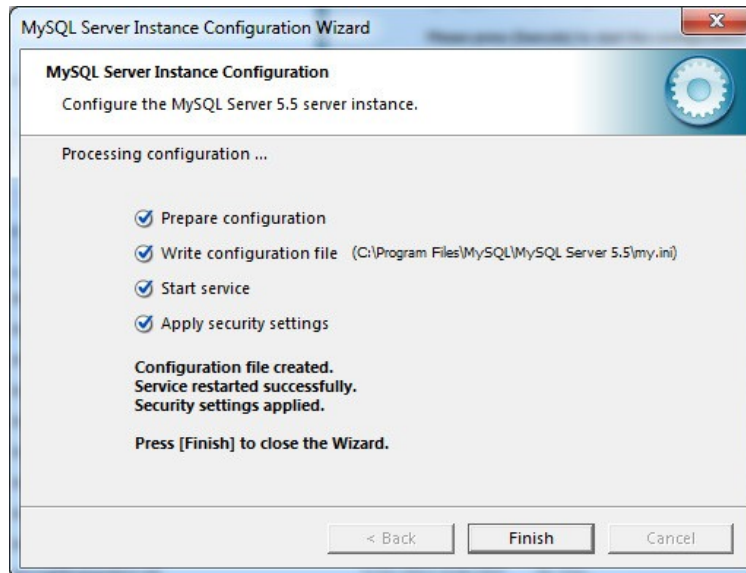 MySQL Server Instance Configuration Wizard
MySQL Server Instance Configuration
Configure the MySQL Server 5.5 server instance.
Processing configuration ...
Prepare configuration
Write configuration file (C:\Program Files\MySQL\MySQL Server 5.5\my.ini)
Start service
Apply security settings
Configuration file created.
Service restarted successfully.
Security settings applied.
Press [Finish] to close the Wizard.
< Back Finish Cancel